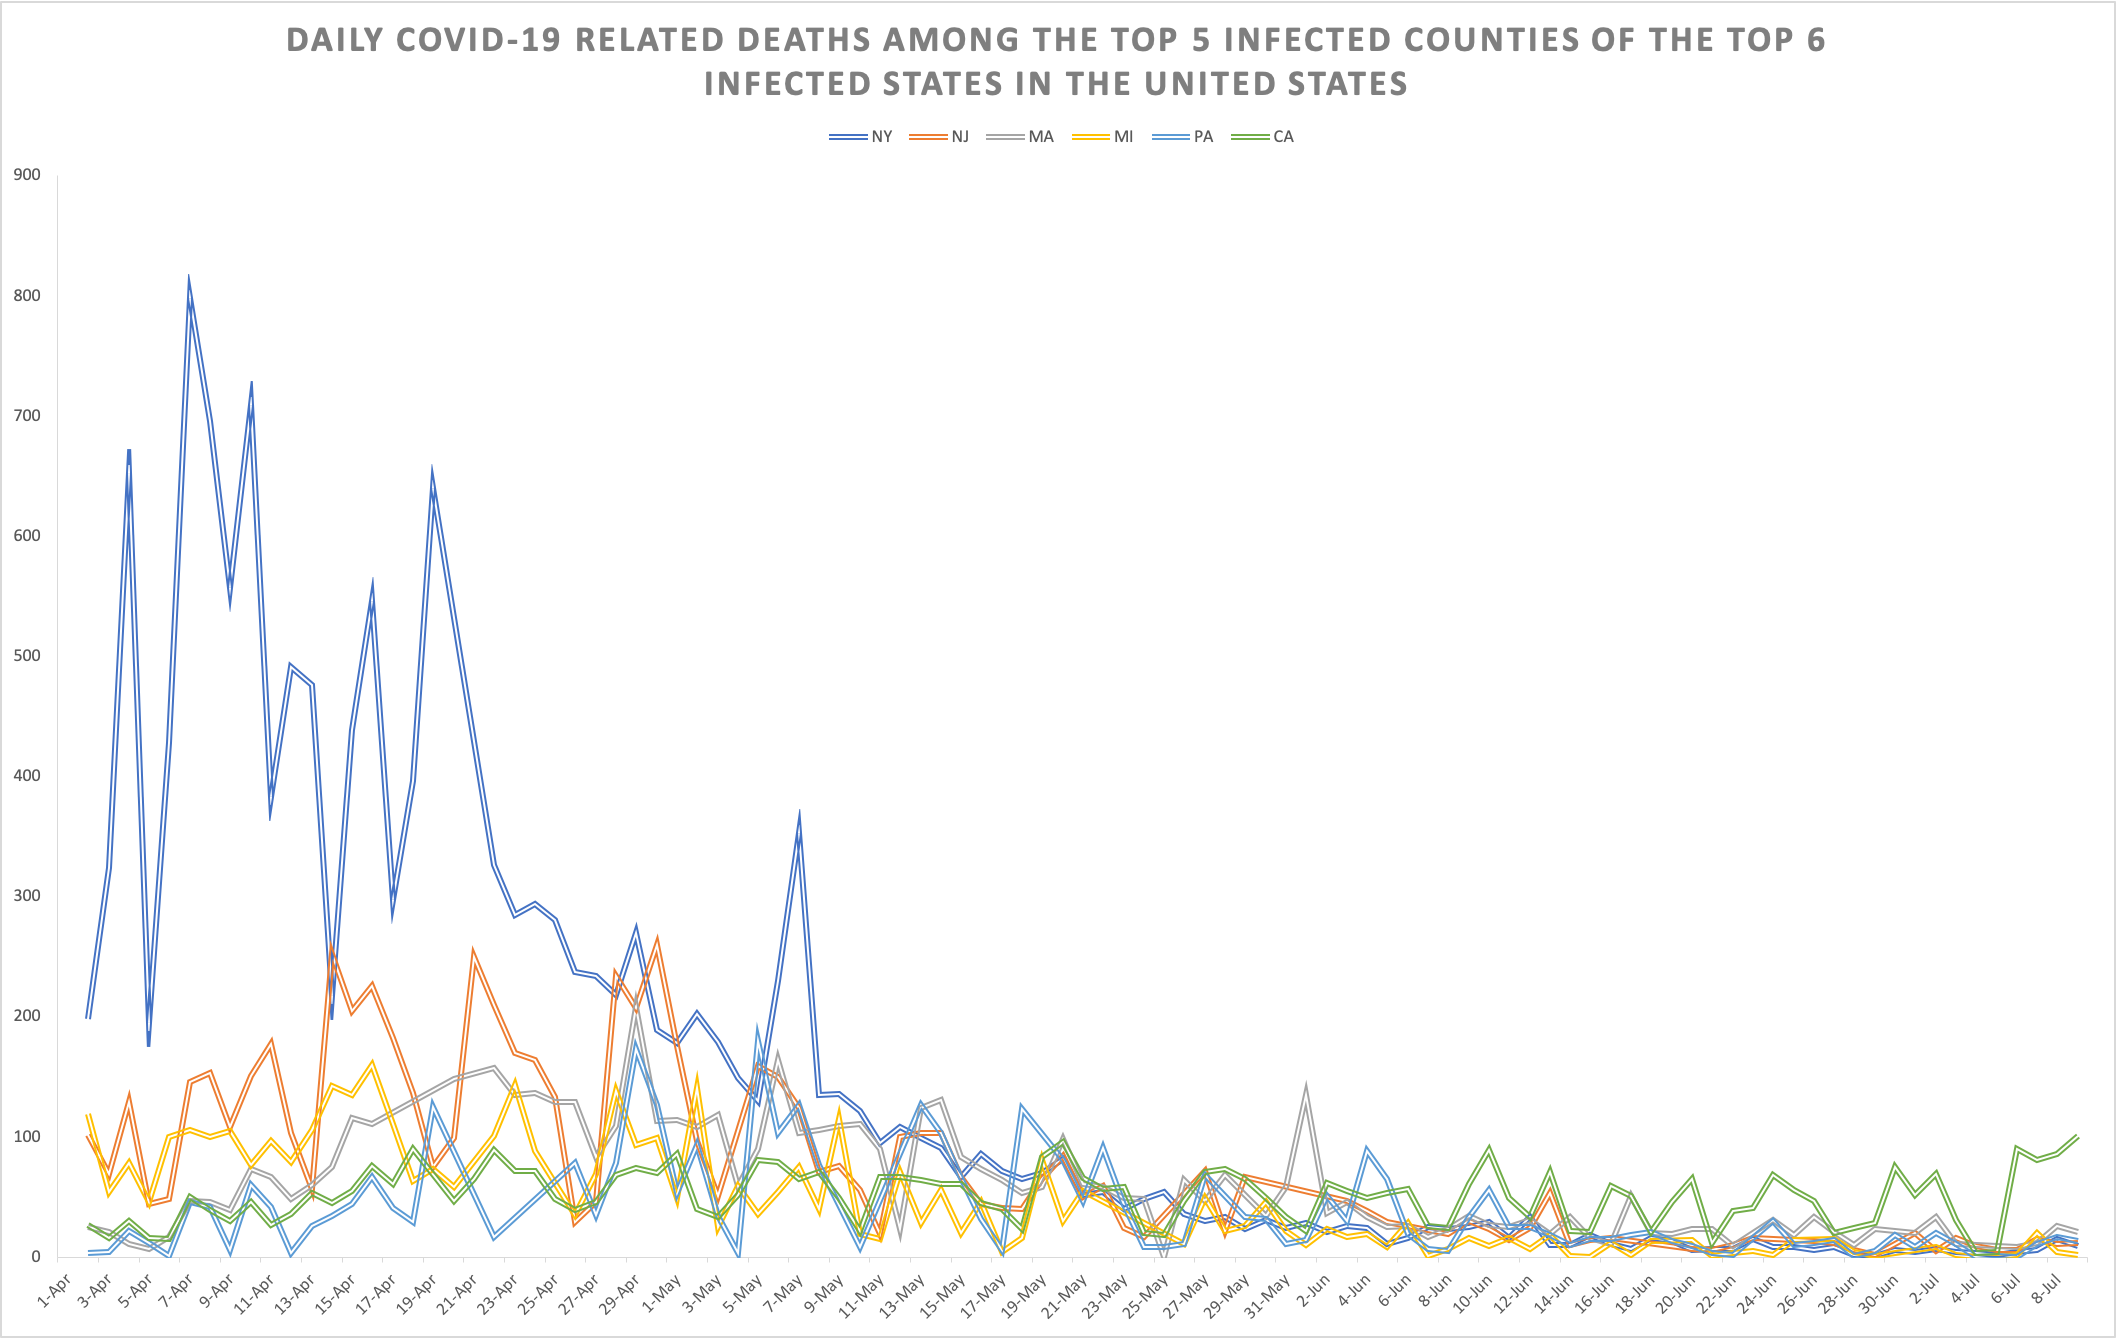 DAILY COVID-19 RELATED DEATHS AMONG THE TOP 5 INFECTED COUNTIES OF THE TOP 6
INFECTED STATES IN THE UNITED STATES
NY NJ MA MI PA CA
900
800
700
600
500
400
300
200
100
0
1-Apr 3-Apr 5-Apr 7-Apr 9-Apr 11-Apr 13-Apr 15-Apr 17-Apr 19-Apr 21-Apr 23-Apr 25-Apr 27-Apr 29-Apr 1-May 3-May 5-May 7-May 9-May 11-May 13-May 15-May 17-May 19-May 21-May 23-May 25-May 27-May 29-May 31-May 2-Jun 4-Jun 6-Jun 8-Jun 10-Jun 12-Jun 14-Jun 16-Jun 18-Jun 20-Jun 22-Jun 24-Jun 26-Jun 28-Jun 30-Jun 2-Jul 4-Jul 6-Jul 8-Jul